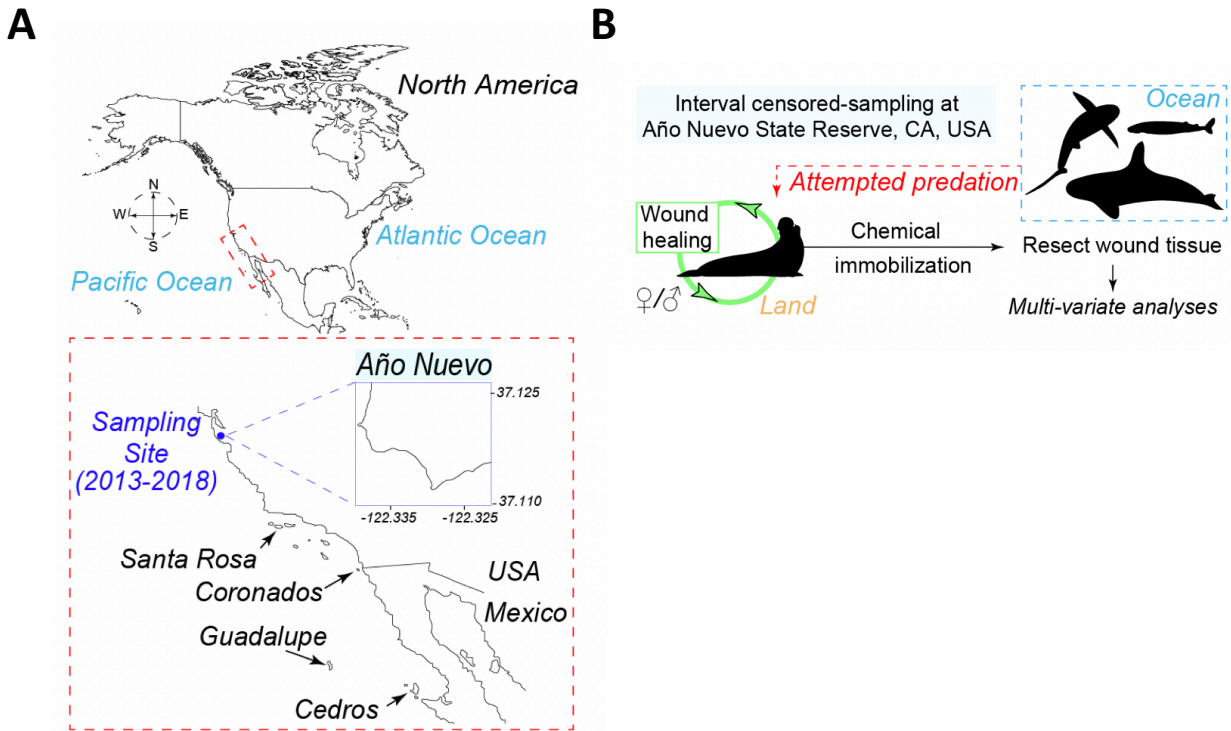 A
North America
N
W
E
S
Atlantic Ocean
Pacific Ocean
Año Nuevo
37.125
37.110
-122.335
-122.325
Sampling
Site
(2013-2018)
Santa Rosa
Coronados
USA
Mexico
Guadalupe
Cedros
B
Interval censored-sampling at
Año Nuevo State Reserve, CA, USA
Ocean
Attempted predation
Wound
healing
Chemical
immobilization
♀/♂
Land
Resect wound tissue
Multi-variate analyses